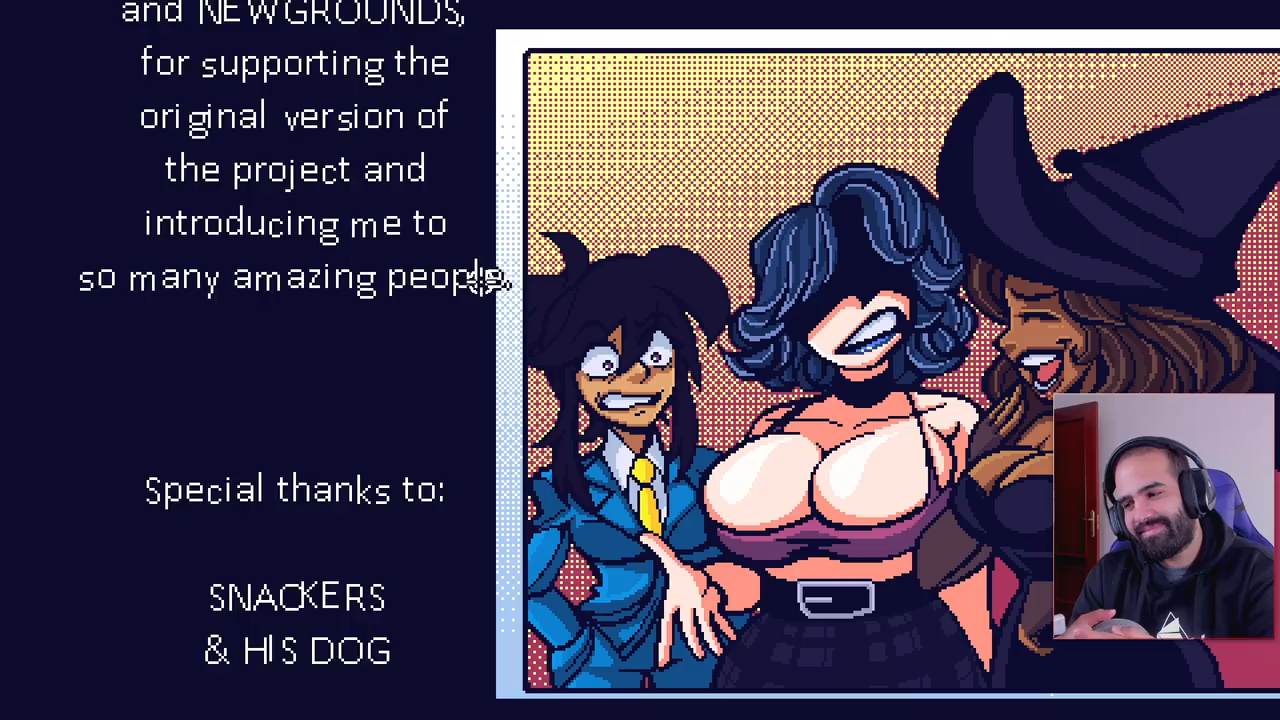 and NEWGROUNDS,
for supporting the
original version of
the project and
introducing me to
so many amazing people.
Special thanks to:
SNACKERS
& HIS DOG